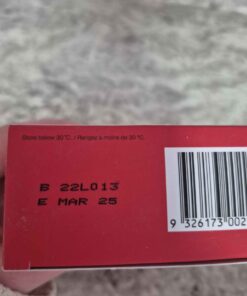 Store below 30°C. / Rangez à moins de 30 °C.
B 22L013
E MAR 25
9 326173 002